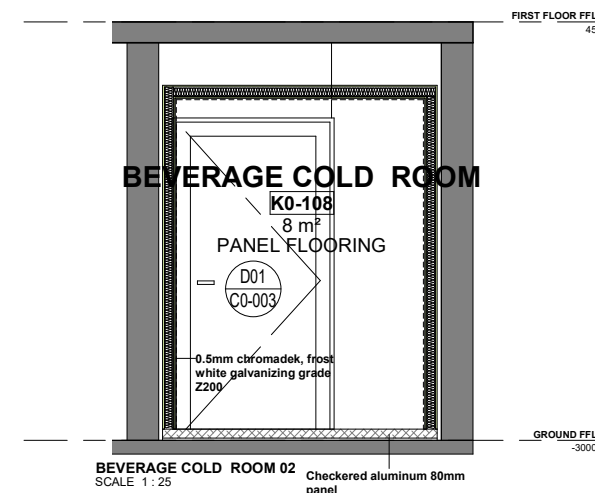 FIRST FLOOR FFL
45
BEVERAGE COLD ROOM
K0-108
8 m²
PANEL FLOORING
D01
C0-003
0.5mm chromadek, frost
white galvanizing grade
Z200
GROUND FFL
-3000
BEVERAGE COLD ROOM 02
SCALE 1 : 25
Checkered aluminum 80mm
panel